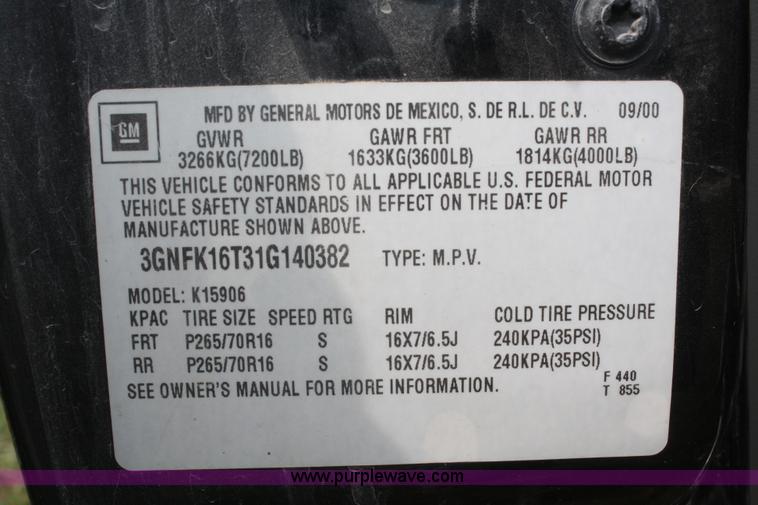 GM
MFD BY GENERAL MOTORS DE MEXICO, S. DE R.L. DE C.V. 09/00
GVWR GAWR FRT GAWR RR
3266KG(7200LB) 1633KG(3600LB) 1814KG(4000LB)
THIS VEHICLE CONFORMS TO ALL APPLICABLE U.S. FEDERAL MOTOR
VEHICLE SAFETY STANDARDS IN EFFECT ON THE DATE OF
MANUFACTURE SHOWN ABOVE.
3GNFK16T31G140382 TYPE: M.P.V.
MODEL: K15906
KPAC TIRE SIZE SPEED RTG RIM COLD TIRE PRESSURE
FRT P265/70R16 S 16X7/6.5J 240KPA(35PSI)
RR P265/70R16 S 16X7/6.5J 240KPA(35PSI)
SEE OWNER'S MANUAL FOR MORE INFORMATION.
F 440
T 855
www.purplewave.com